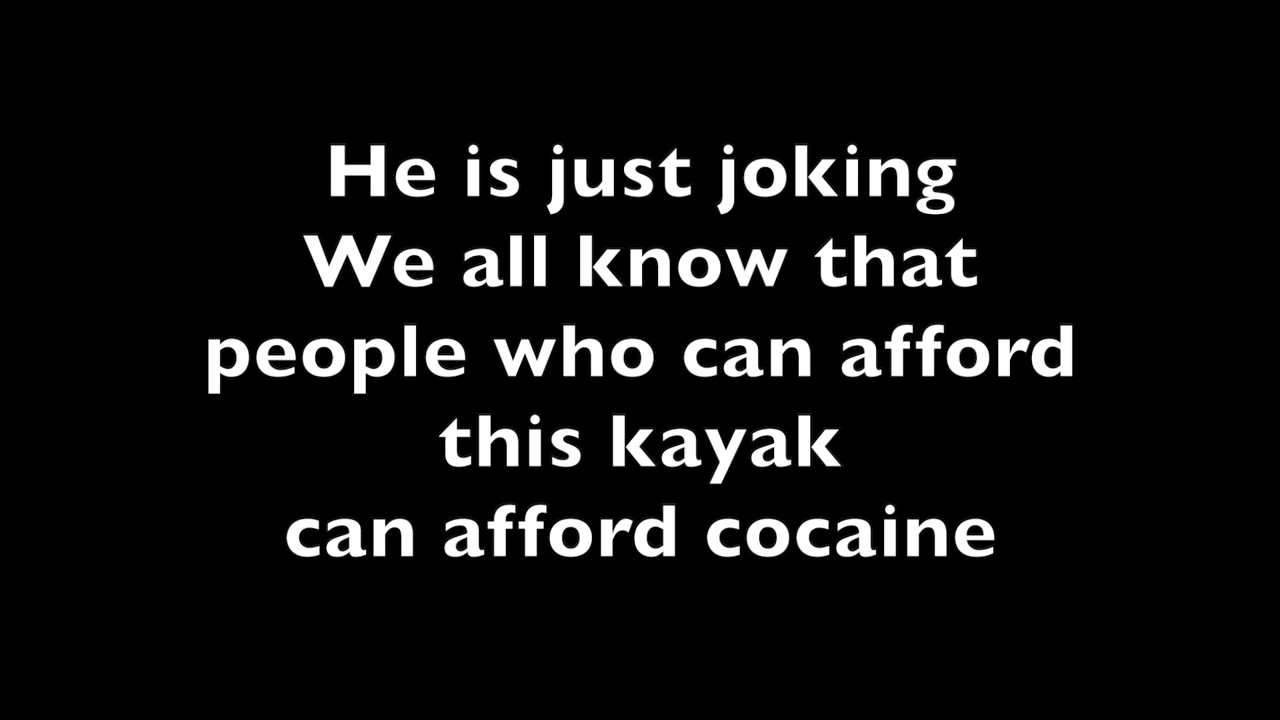 He is just joking
We all know that
people who can afford
this kayak
can afford cocaine